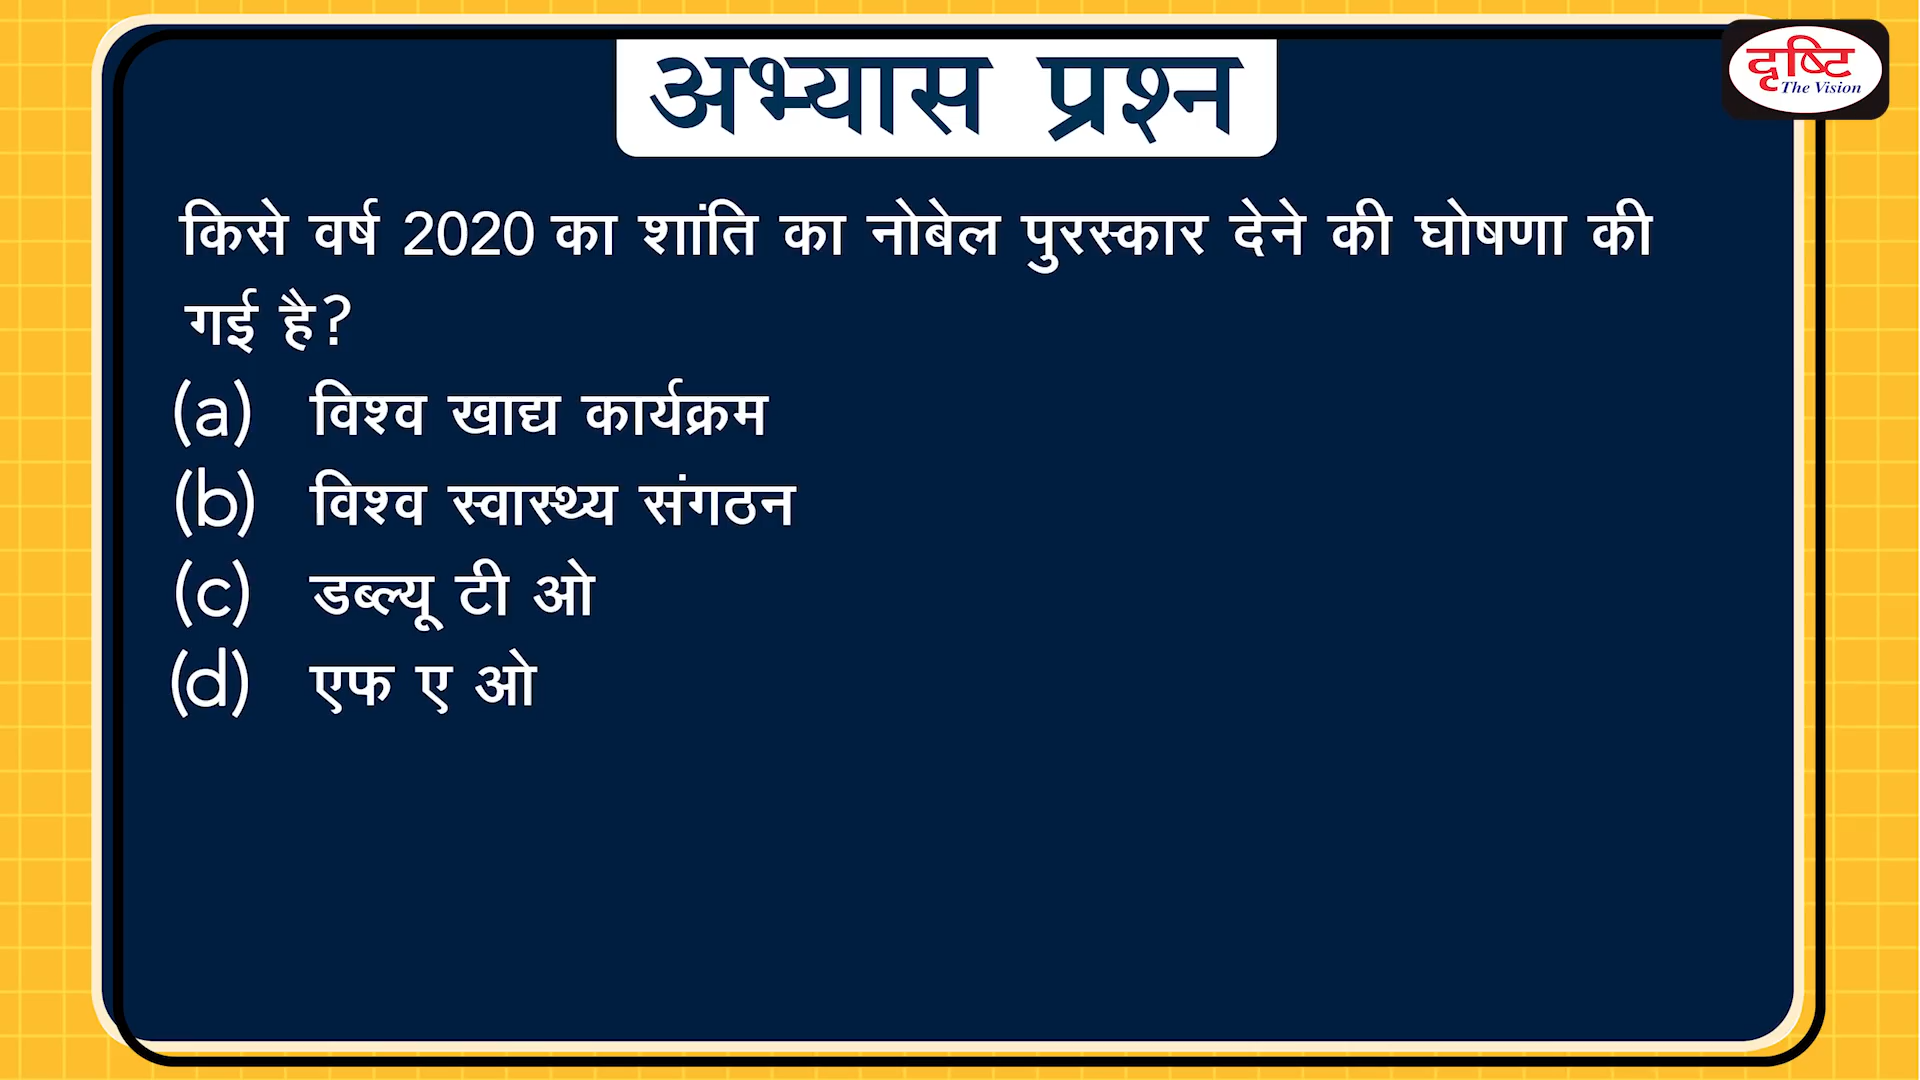 अभ्यास प्रश्न
दृष्टि
The Vision
किसे वर्ष 2020 का शांति का नोबेल पुरस्कार देने की घोषणा की
गई है?
(a) विश्व खाद्य कार्यक्रम
(b) विश्व स्वास्थ्य संगठन
(c) डब्ल्यू टी ओ
(d) एफ ए ओ